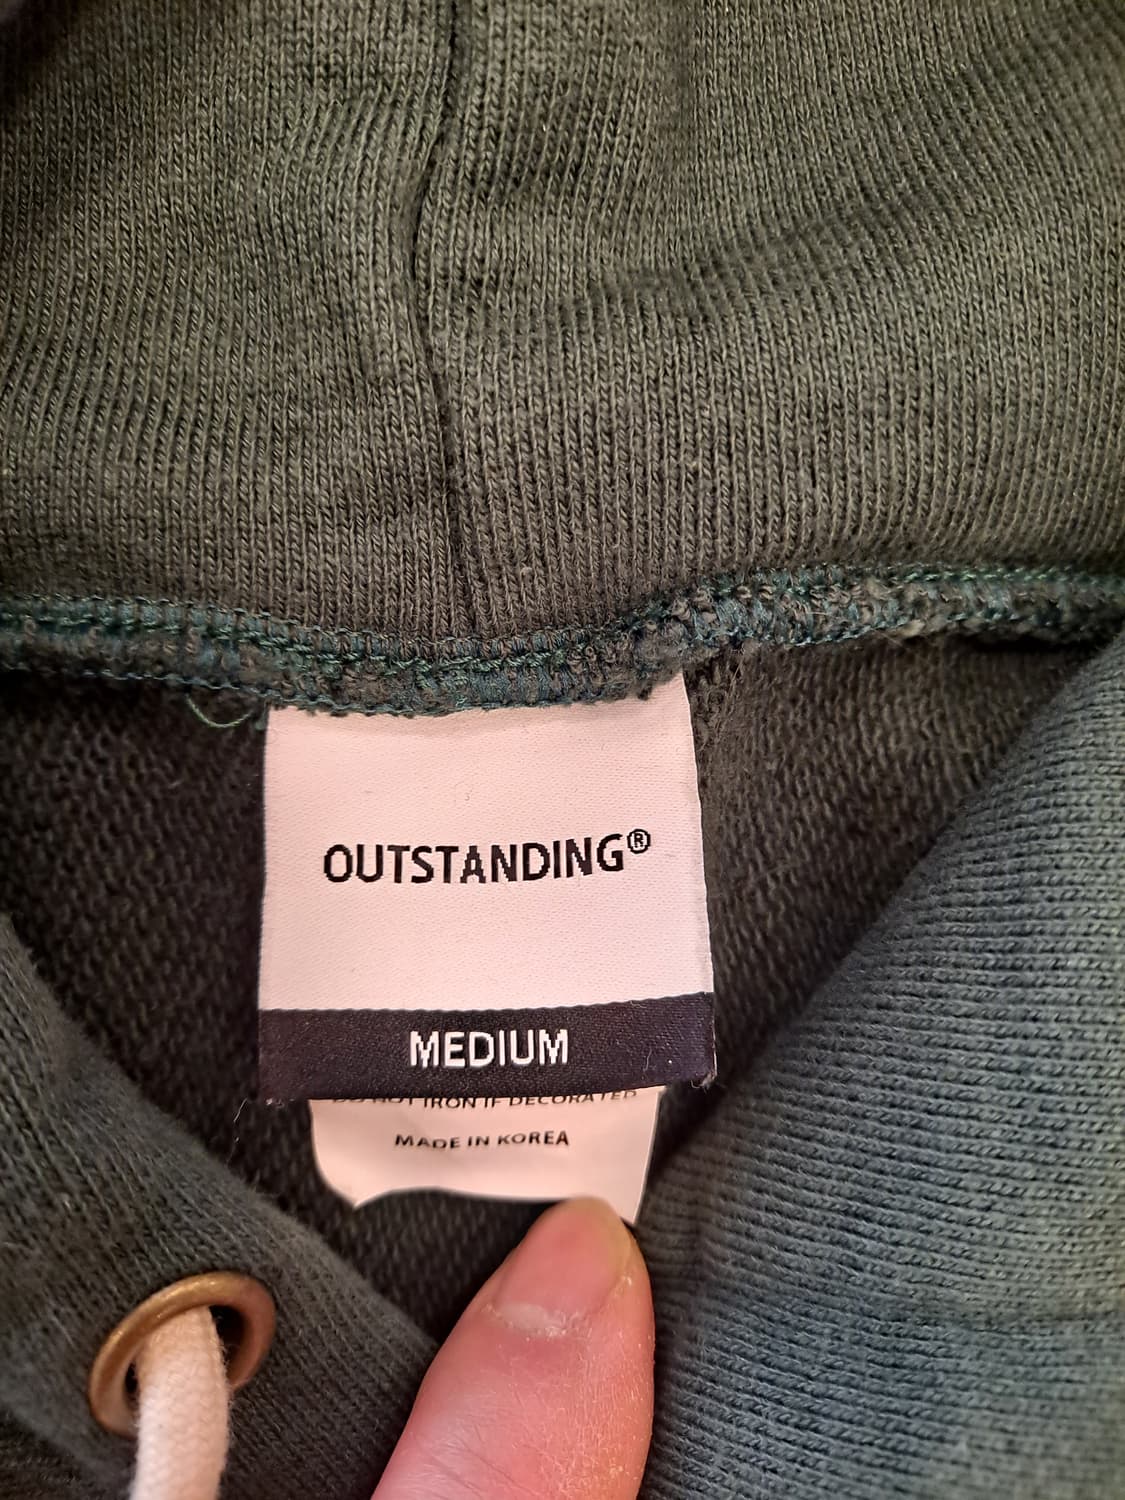 OUTSTANDING®
MEDIUM
DO NOT IRON IF DECORATED
MADE IN KOREA